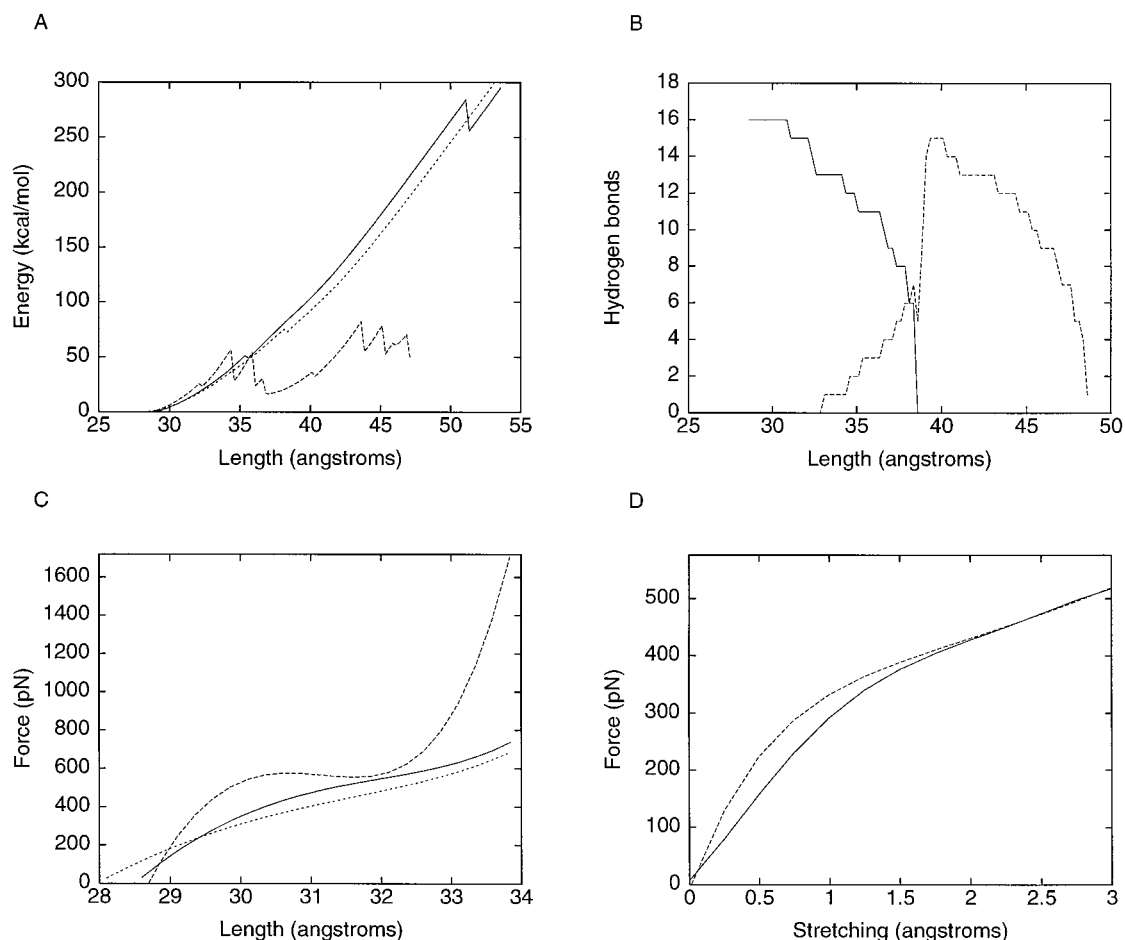 A
300
250
200
150
100
50
0
Energy (kcal/mol)
25 30 35 40 45 50 55
Length (angstroms)
B
18
16
14
12
10
8
6
4
2
0
Hydrogen bonds
25 30 35 40 45 50
Length (angstroms)
C
1600
1400
1200
1000
800
600
400
200
0
Force (pN)
28 29 30 31 32 33 34
Length (angstroms)
D
500
400
300
200
100
0
Force (pN)
0 0.5 1 1.5 2 2.5 3
Stretching (angstroms)